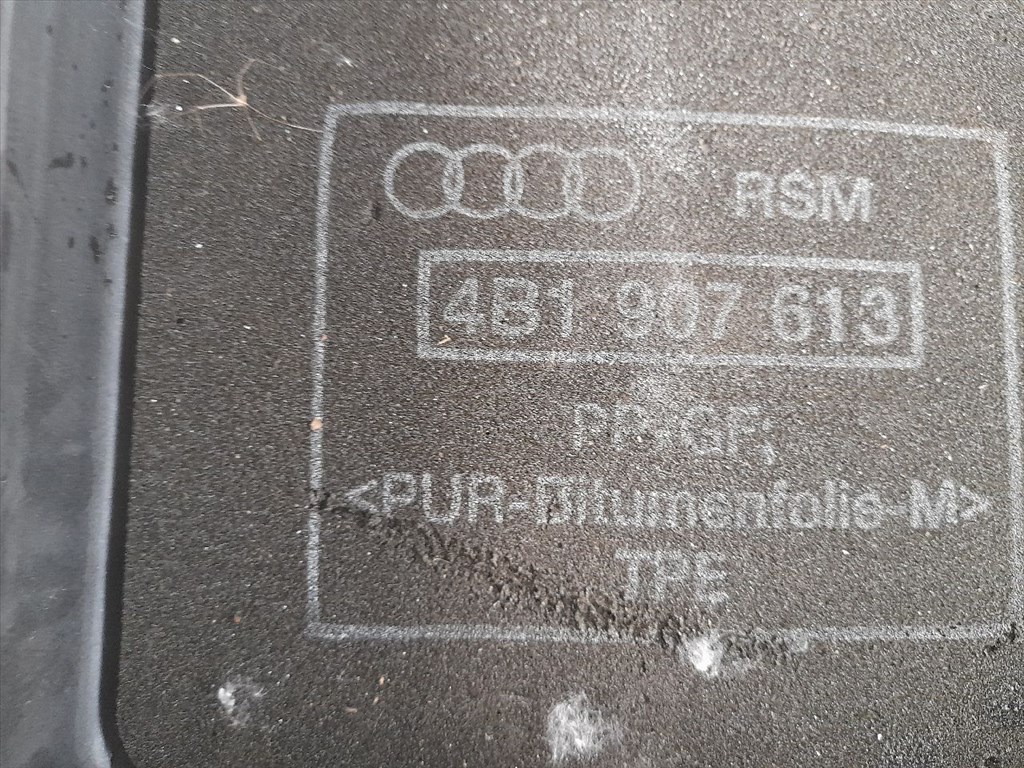 RSM
4B1 907 613
PP-GF;
<PUR-Bitumenfolie-M>
TPE